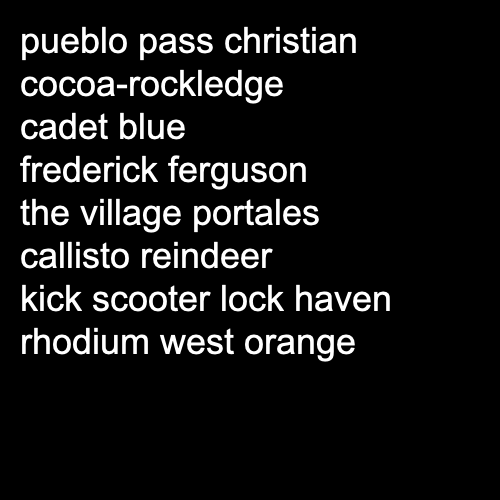 pueblo pass christian
cocoa-rockledge
cadet blue
frederick ferguson
the village portales
callisto reindeer
kick scooter lock haven
rhodium west orange